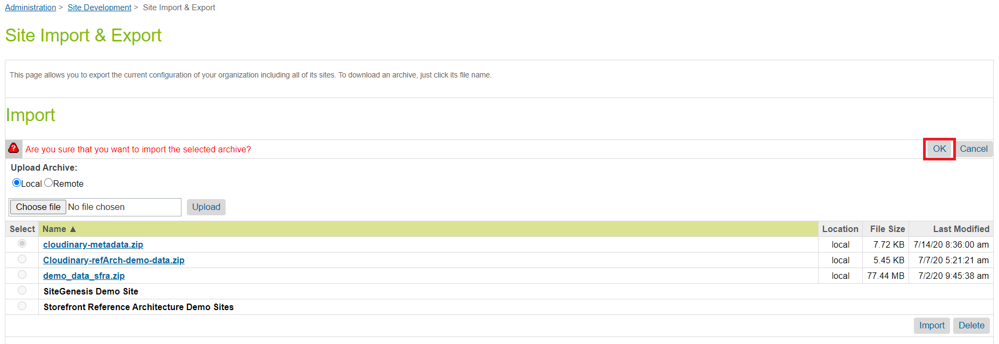 Administration > Site Development > Site Import & Export
Site Import & Export
This page allows you to export the current configuration of your organization including all of its sites. To download an archive, just click its file name.
Import
Are you sure that you want to import the selected archive? OK Cancel
Upload Archive:
Local Remote
Choose file No file chosen Upload
Select Name ▲ Location File Size Last Modified
cloudinary-metadata.zip local 7.72 KB 7/14/20 8:36:00 am
Cloudinary-refArch-demo-data.zip local 5.45 KB 7/7/20 5:21:21 am
demo_data_sfra.zip local 77.44 MB 7/2/20 9:45:38 am
SiteGenesis Demo Site
Storefront Reference Architecture Demo Sites
Import Delete